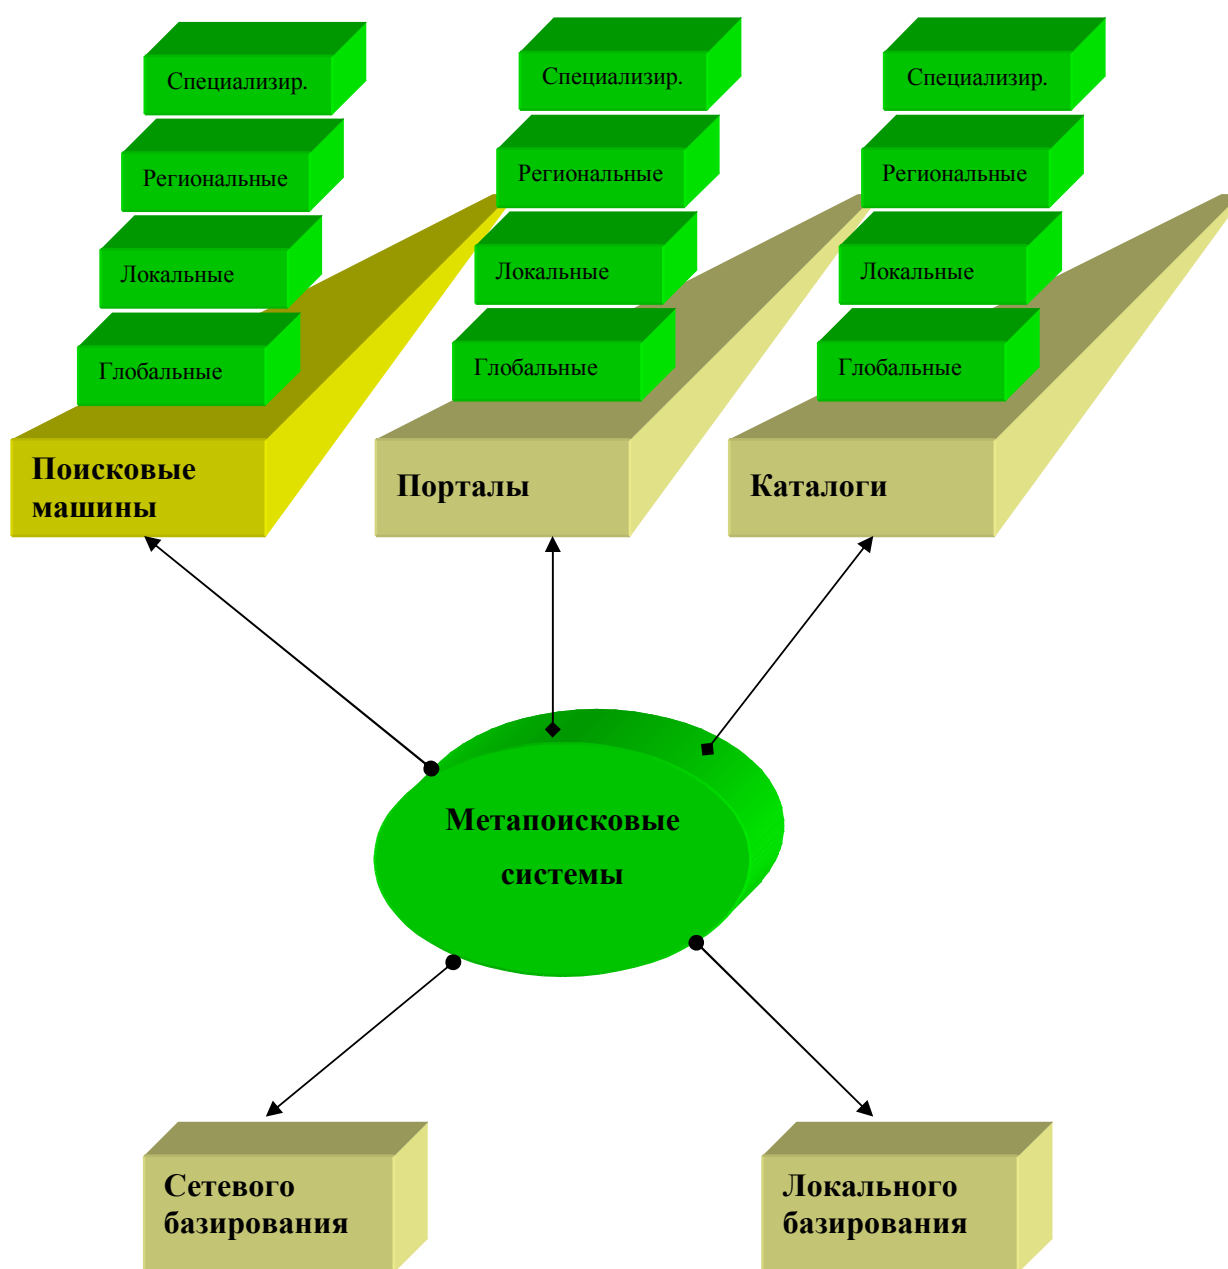 Специализир.
Специализир.
Специализир.
Региональные
Региональные
Региональные
Локальные
Локальные
Локальные
Глобальные
Глобальные
Глобальные
Поисковые
машины
Порталы
Каталоги
Метапоисковые
системы
Сетевого
базирования
Локального
базирования